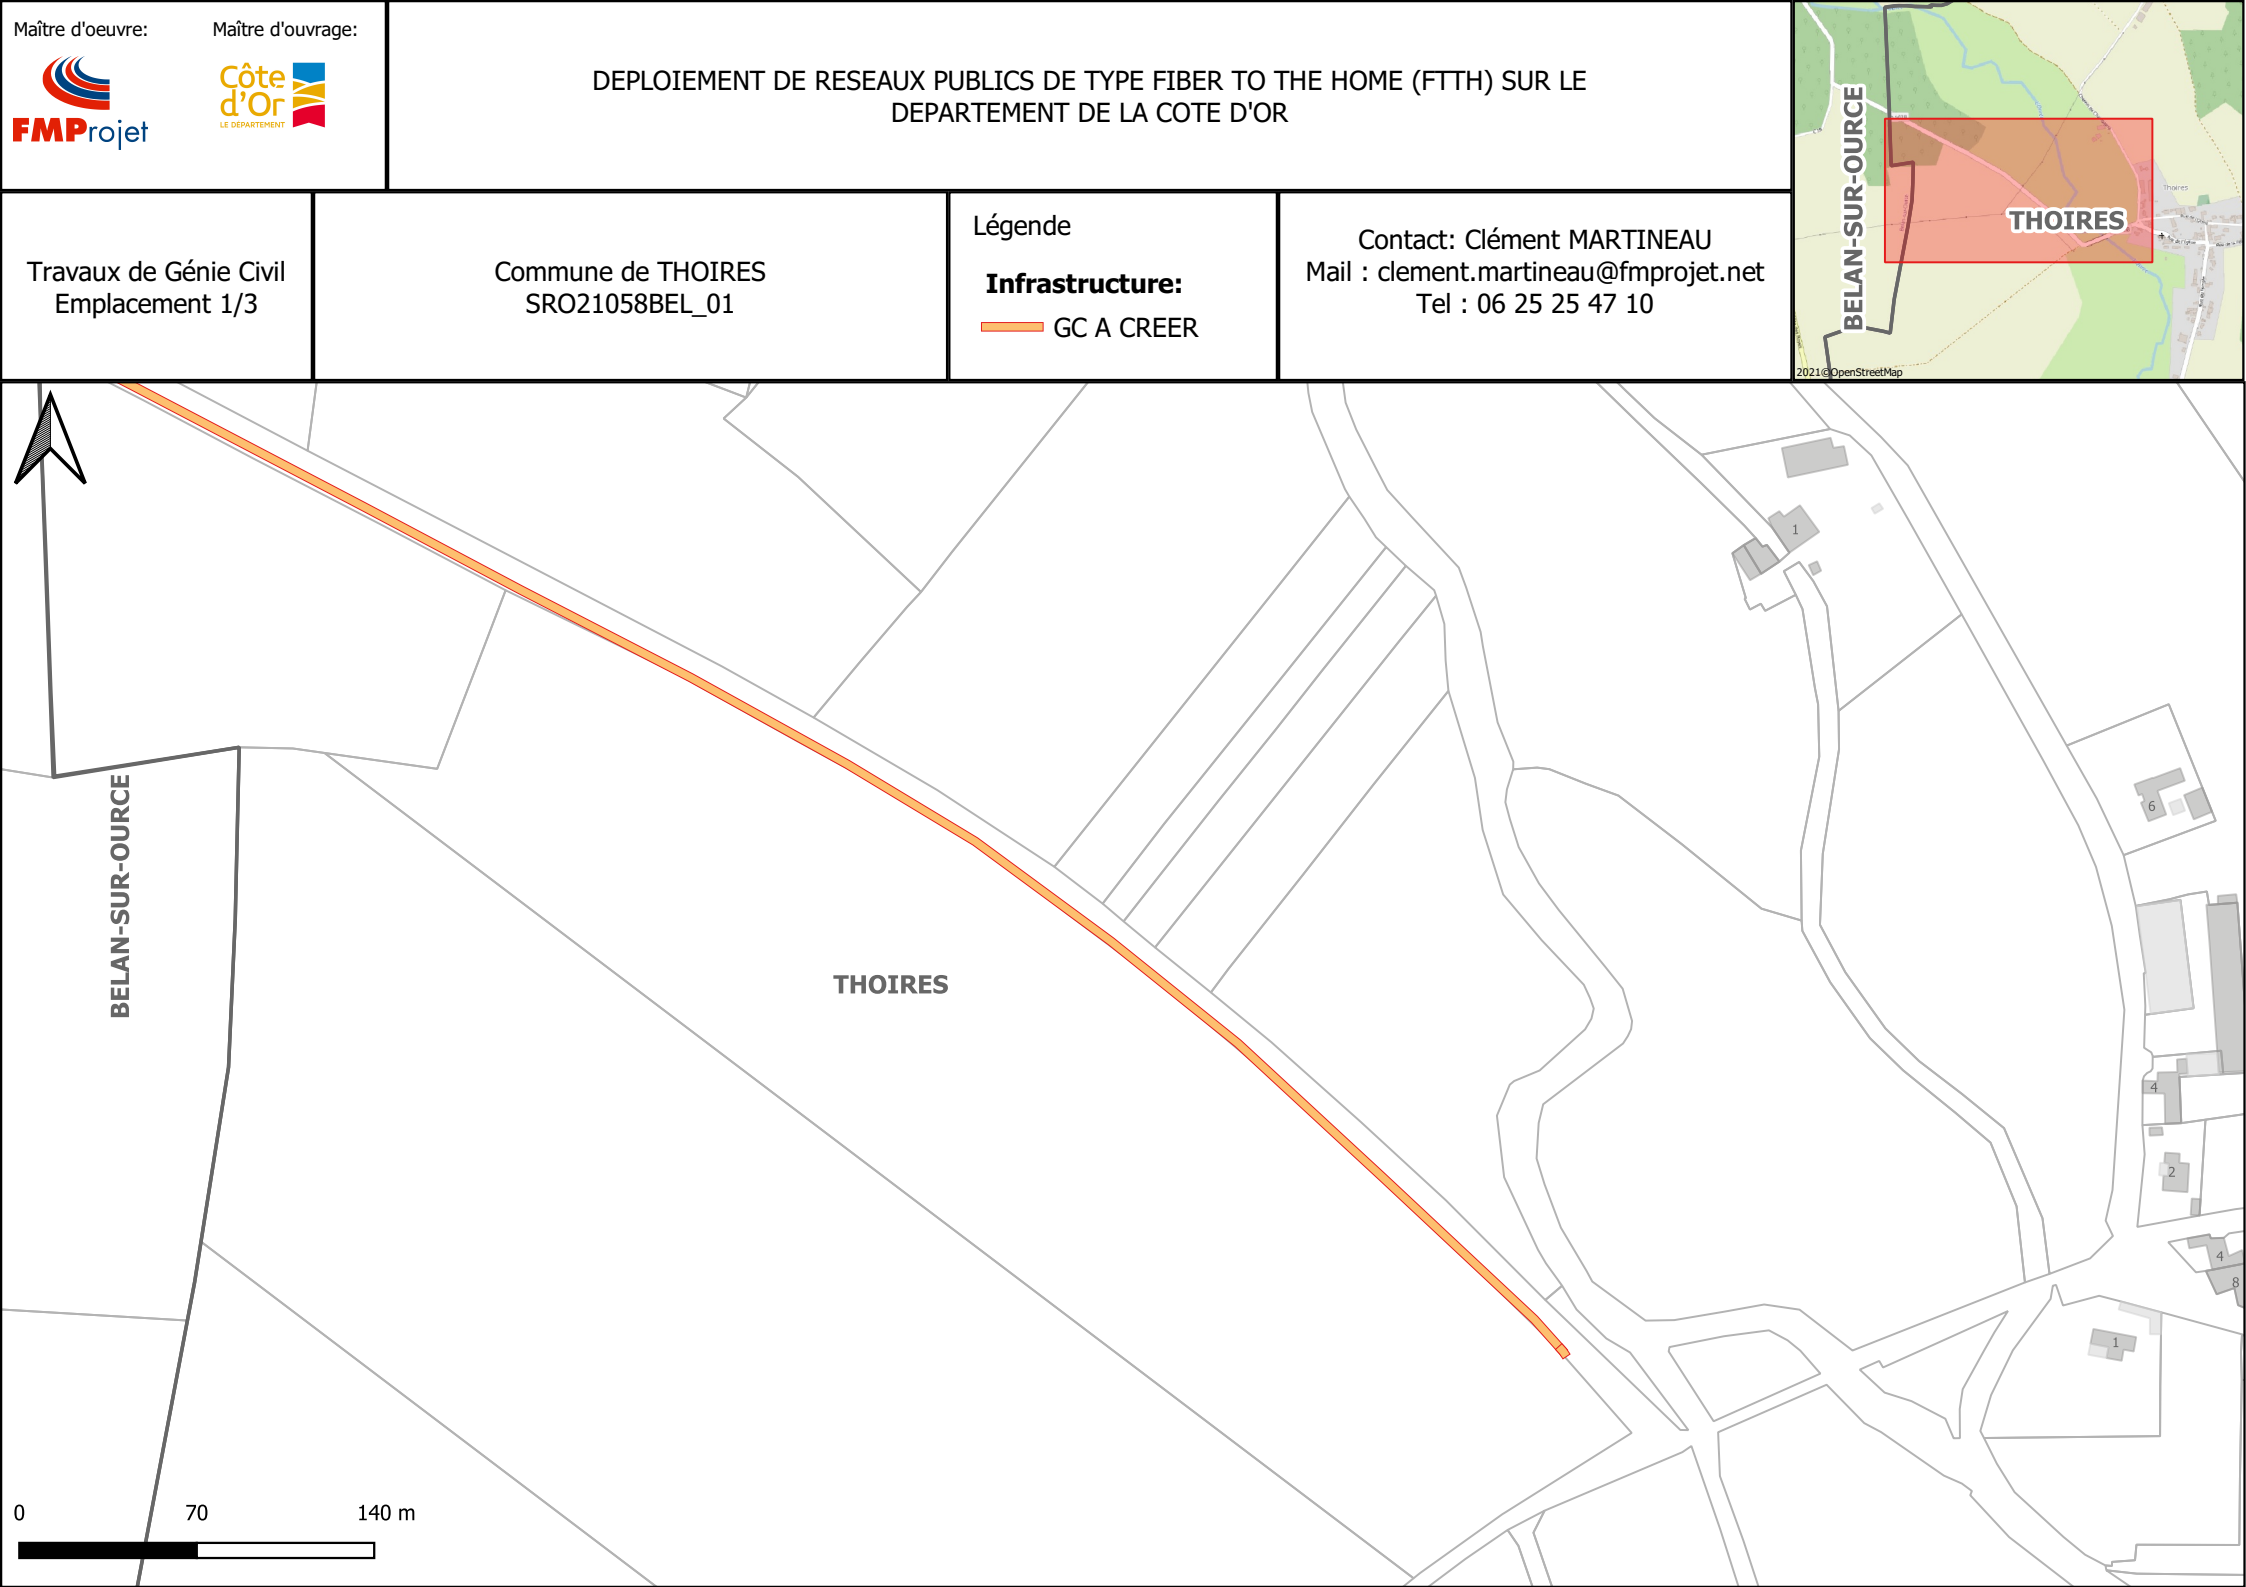 Maître d'oeuvre:
Maître d'ouvrage:
FMProjet
Côte
d'Or
LE DÉPARTEMENT
DEPLOIEMENT DE RESEAUX PUBLICS DE TYPE FIBER TO THE HOME (FTTH) SUR LE
DEPARTEMENT DE LA COTE D'OR
Travaux de Génie Civil
Emplacement 1/3
Commune de THOIRES
SRO21058BEL_01
Légende
Infrastructure:
GC A CREER
Contact: Clément MARTINEAU
Mail : clement.martineau@fmprojet.net
Tel : 06 25 25 47 10
BELAN-SUR-OURCE
THOIRES
Thoires
2021©OpenStreetMap
1
6
BELAN-SUR-OURCE
THOIRES
4
2
4
8
1
0
70
140 m